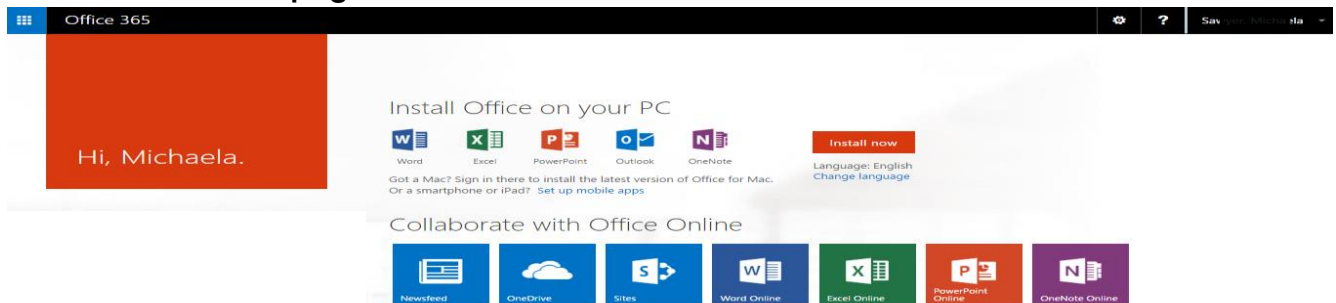 Office 365
?
Hi, Michaela.
Install Office on your PC
Word Excel PowerPoint Outlook OneNote
Install now
Language: English
Change language
Got a Mac? Sign in there to install the latest version of Office for Mac.
Or a smartphone or iPad? Set up mobile apps
Collaborate with Office Online
Newsfeed OneDrive Sites Word Online Excel Online PowerPoint Online OneNote Online